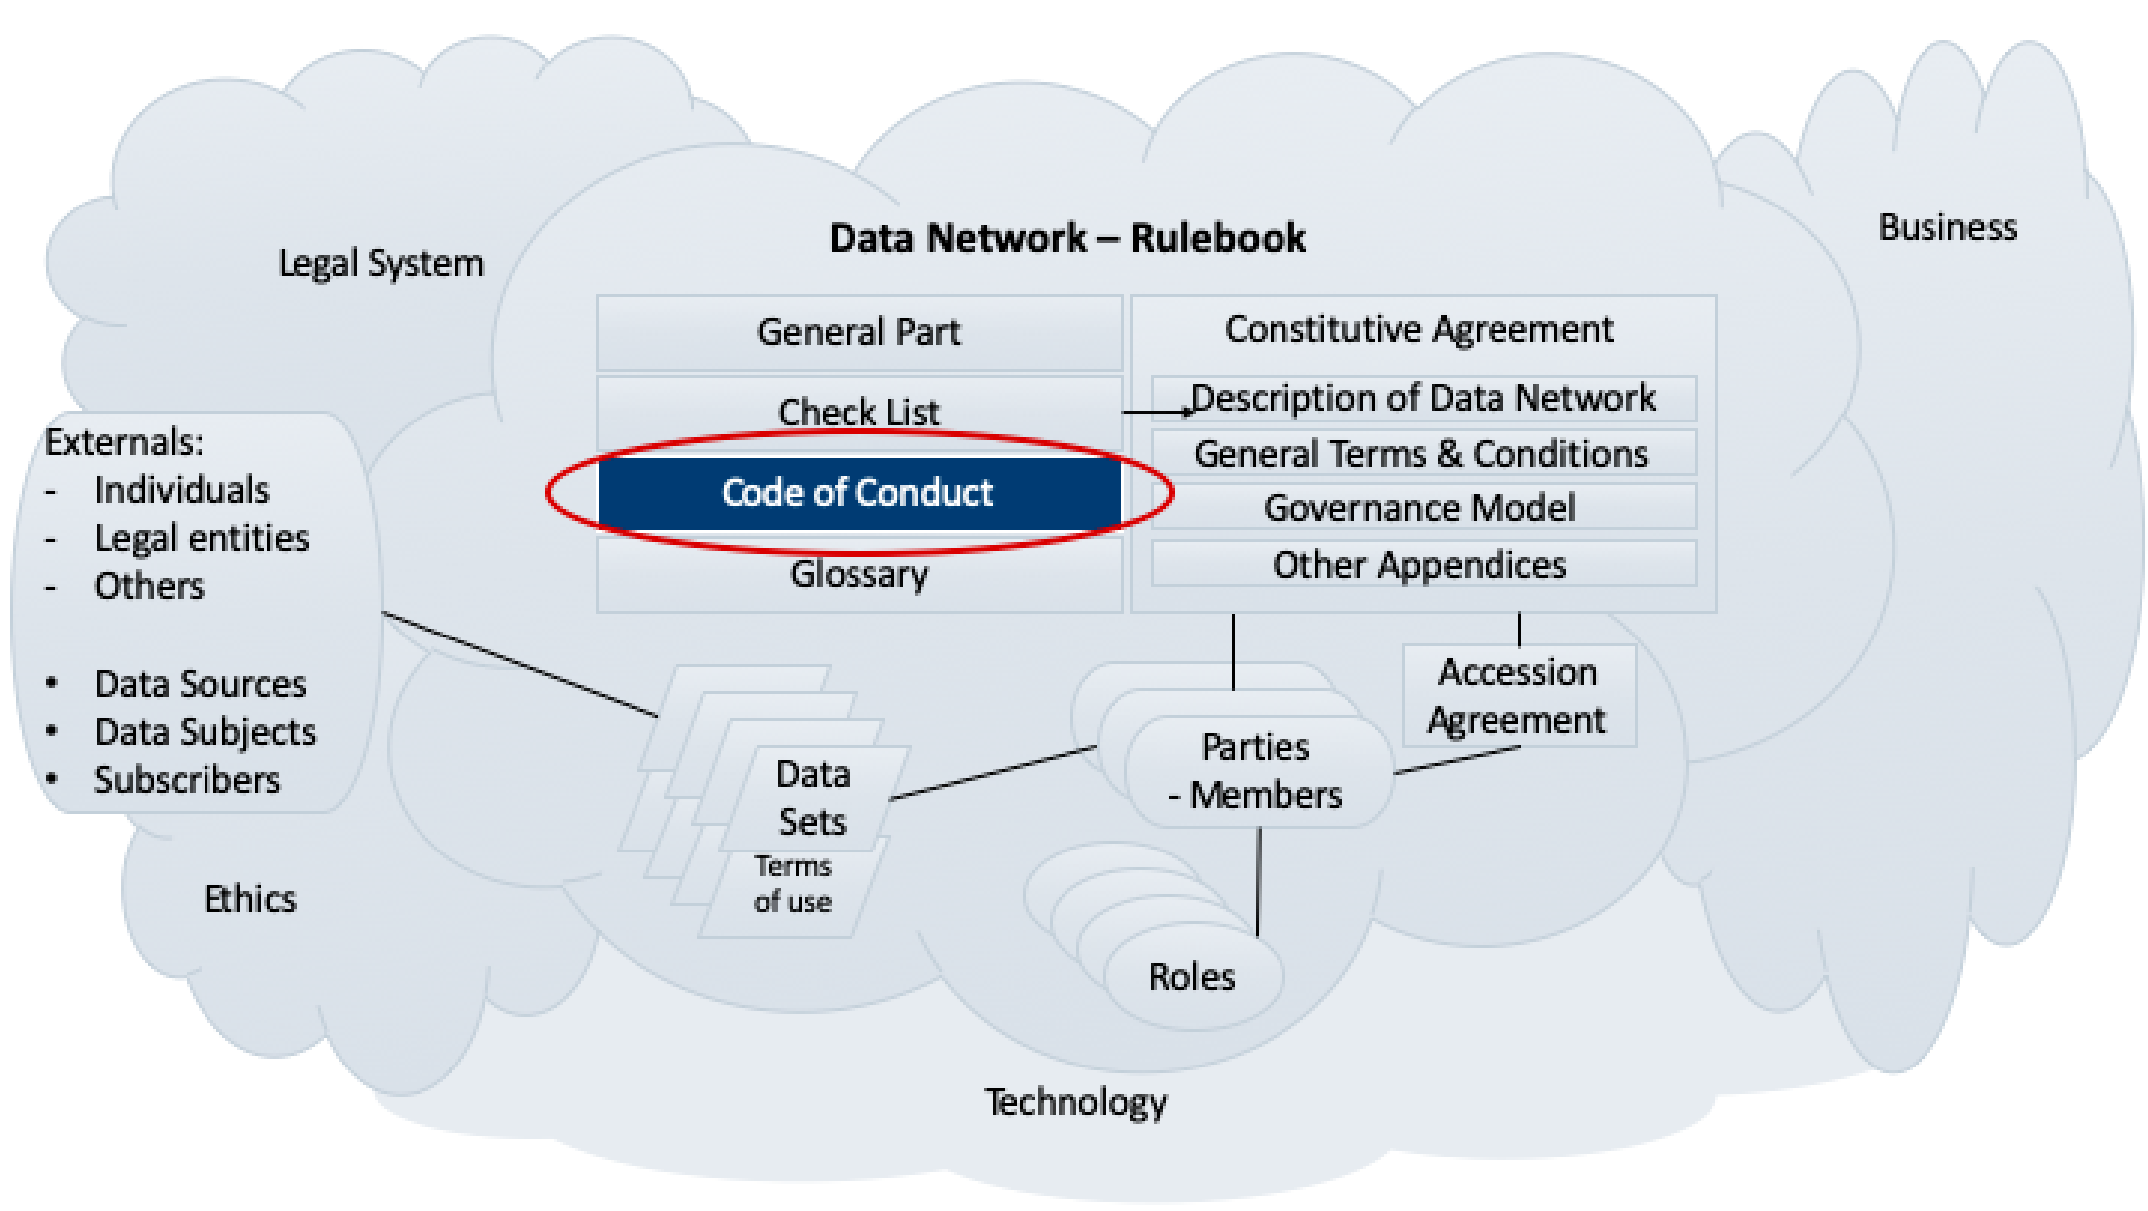 Data Network – Rulebook
Legal System
Business
General Part
Check List
Code of Conduct
Glossary
Constitutive Agreement
Description of Data Network
General Terms & Conditions
Governance Model
Other Appendices
Externals:
- Individuals
- Legal entities
- Others
• Data Sources
• Data Subjects
• Subscribers
Accession
Agreement
Parties
- Members
Data
Sets
Terms
of use
Roles
Ethics
Technology